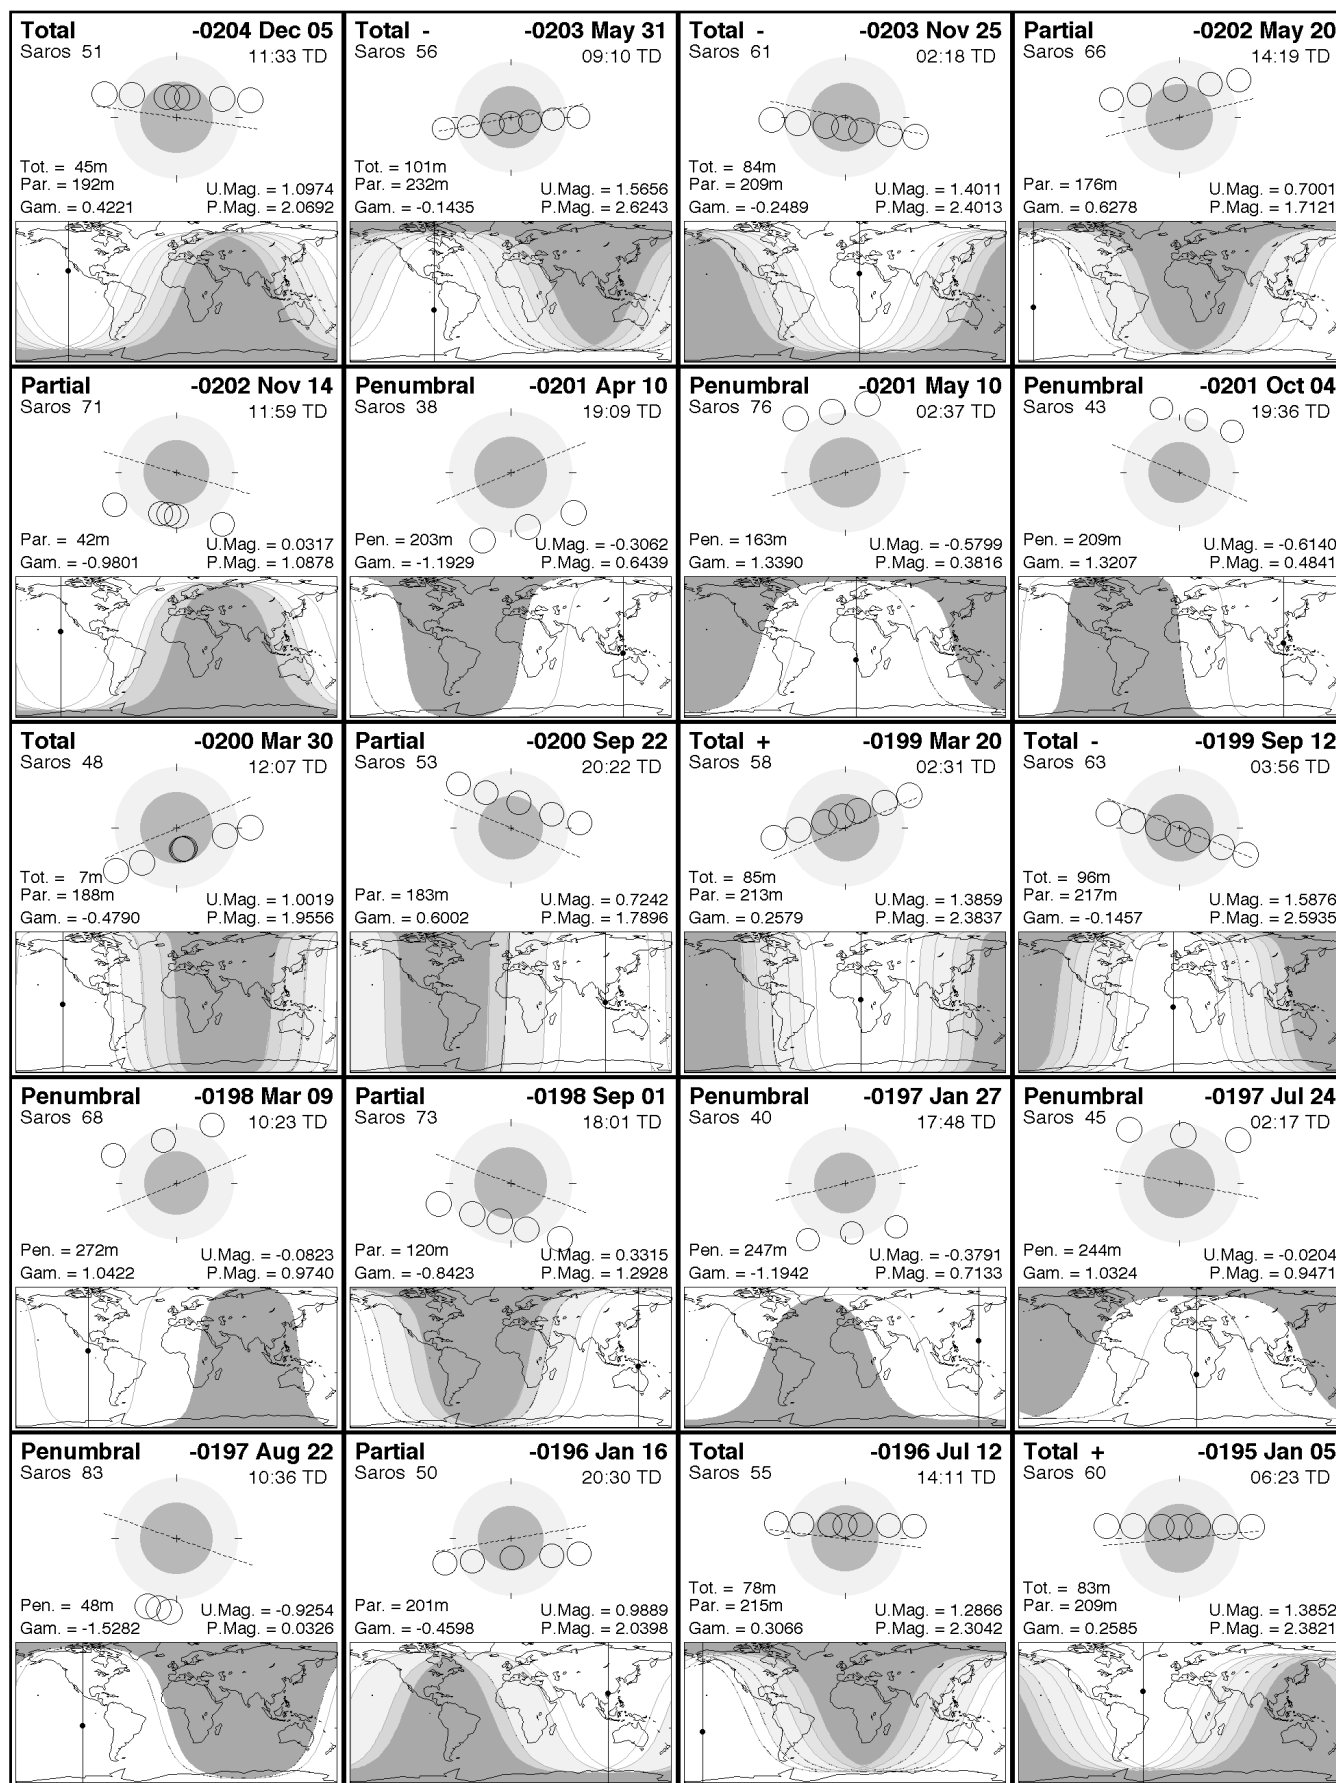 Total -0204 Dec 05
Saros 51 11:33 TD
Tot. = 45m
Par. = 192m U.Mag. = 1.0974
Gam. = 0.4221 P.Mag. = 2.0692
Total - -0203 May 31
Saros 56 09:10 TD
Tot. = 101m
Par. = 232m U.Mag. = 1.5656
Gam. = -0.1435 P.Mag. = 2.6243
Total - -0203 Nov 25
Saros 61 02:18 TD
Tot. = 84m
Par. = 209m U.Mag. = 1.4011
Gam. = -0.2489 P.Mag. = 2.4013
Partial -0202 May 20
Saros 66 14:19 TD
Par. = 176m U.Mag. = 0.7001
Gam. = 0.6278 P.Mag. = 1.7121
Partial -0202 Nov 14
Saros 71 11:59 TD
Par. = 42m U.Mag. = 0.0317
Gam. = -0.9801 P.Mag. = 1.0878
Penumbral -0201 Apr 10
Saros 38 19:09 TD
Pen. = 203m U.Mag. = -0.3062
Gam. = -1.1929 P.Mag. = 0.6439
Penumbral -0201 May 10
Saros 76 02:37 TD
Pen. = 163m U.Mag. = -0.5799
Gam. = 1.3390 P.Mag. = 0.3816
Penumbral -0201 Oct 04
Saros 43 19:36 TD
Pen. = 209m U.Mag. = -0.6140
Gam. = 1.3207 P.Mag. = 0.4841
Total -0200 Mar 30
Saros 48 12:07 TD
Tot. = 7m
Par. = 188m U.Mag. = 1.0019
Gam. = -0.4790 P.Mag. = 1.9556
Partial -0200 Sep 22
Saros 53 20:22 TD
Par. = 183m U.Mag. = 0.7242
Gam. = 0.6002 P.Mag. = 1.7896
Total + -0199 Mar 20
Saros 58 02:31 TD
Tot. = 85m
Par. = 213m U.Mag. = 1.3859
Gam. = 0.2579 P.Mag. = 2.3837
Total - -0199 Sep 12
Saros 63 03:56 TD
Tot. = 96m
Par. = 217m U.Mag. = 1.5876
Gam. = -0.1457 P.Mag. = 2.5935
Penumbral -0198 Mar 09
Saros 68 10:23 TD
Pen. = 272m U.Mag. = -0.0823
Gam. = 1.0422 P.Mag. = 0.9740
Partial -0198 Sep 01
Saros 73 18:01 TD
Par. = 120m U.Mag. = 0.3315
Gam. = -0.8423 P.Mag. = 1.2928
Penumbral -0197 Jan 27
Saros 40 17:48 TD
Pen. = 247m U.Mag. = -0.3791
Gam. = -1.1942 P.Mag. = 0.7133
Penumbral -0197 Jul 24
Saros 45 02:17 TD
Pen. = 244m U.Mag. = -0.0204
Gam. = 1.0324 P.Mag. = 0.9471
Penumbral -0197 Aug 22
Saros 83 10:36 TD
Pen. = 48m U.Mag. = -0.9254
Gam. = -1.5282 P.Mag. = 0.0326
Partial -0196 Jan 16
Saros 50 20:30 TD
Par. = 201m U.Mag. = 0.9889
Gam. = -0.4598 P.Mag. = 2.0398
Total -0196 Jul 12
Saros 55 14:11 TD
Tot. = 78m
Par. = 215m U.Mag. = 1.2866
Gam. = 0.3066 P.Mag. = 2.3042
Total + -0195 Jan 05
Saros 60 06:23 TD
Tot. = 83m
Par. = 209m U.Mag. = 1.3852
Gam. = 0.2585 P.Mag. = 2.3821